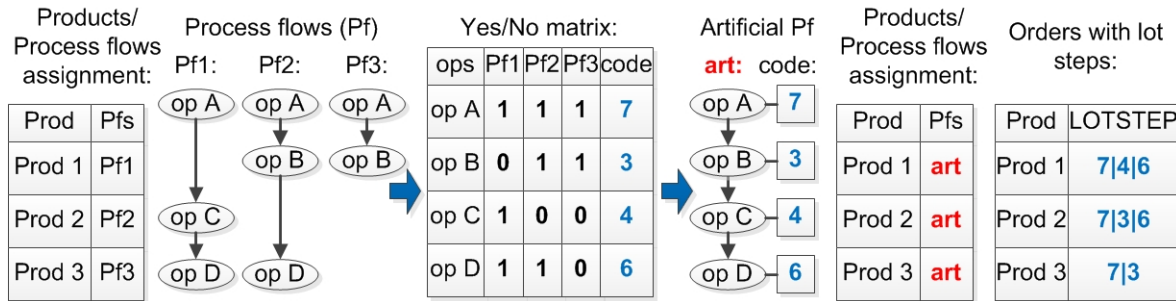 Products/
Process flows
assignment:
Prod Pfs
Prod 1 Pf1
Prod 2 Pf2
Prod 3 Pf3
Process flows (Pf)
Pf1: Pf2: Pf3:
op A op A op A
op B op B
op C
op D op D
Yes/No matrix:
ops Pf1 Pf2 Pf3 code
op A 1 1 1 7
op B 0 1 1 3
op C 1 0 0 4
op D 1 1 0 6
Artificial Pf
art: code:
op A 7
op B 3
op C 4
op D 6
Products/
Process flows
assignment:
Prod Pfs
Prod 1 art
Prod 2 art
Prod 3 art
Orders with lot
steps:
Prod LOTSTEP
Prod 1 7|4|6
Prod 2 7|3|6
Prod 3 7|3